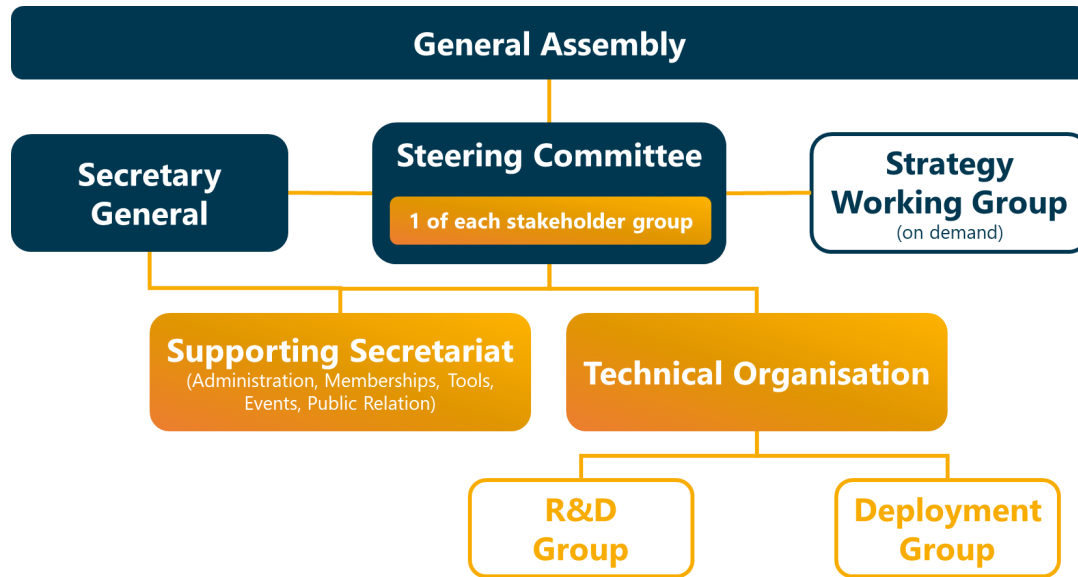 General Assembly
Secretary
General
Steering Committee
1 of each stakeholder group
Strategy
Working Group
(on demand)
Supporting Secretariat
(Administration, Memberships, Tools,
Events, Public Relation)
Technical Organisation
R&D
Group
Deployment
Group